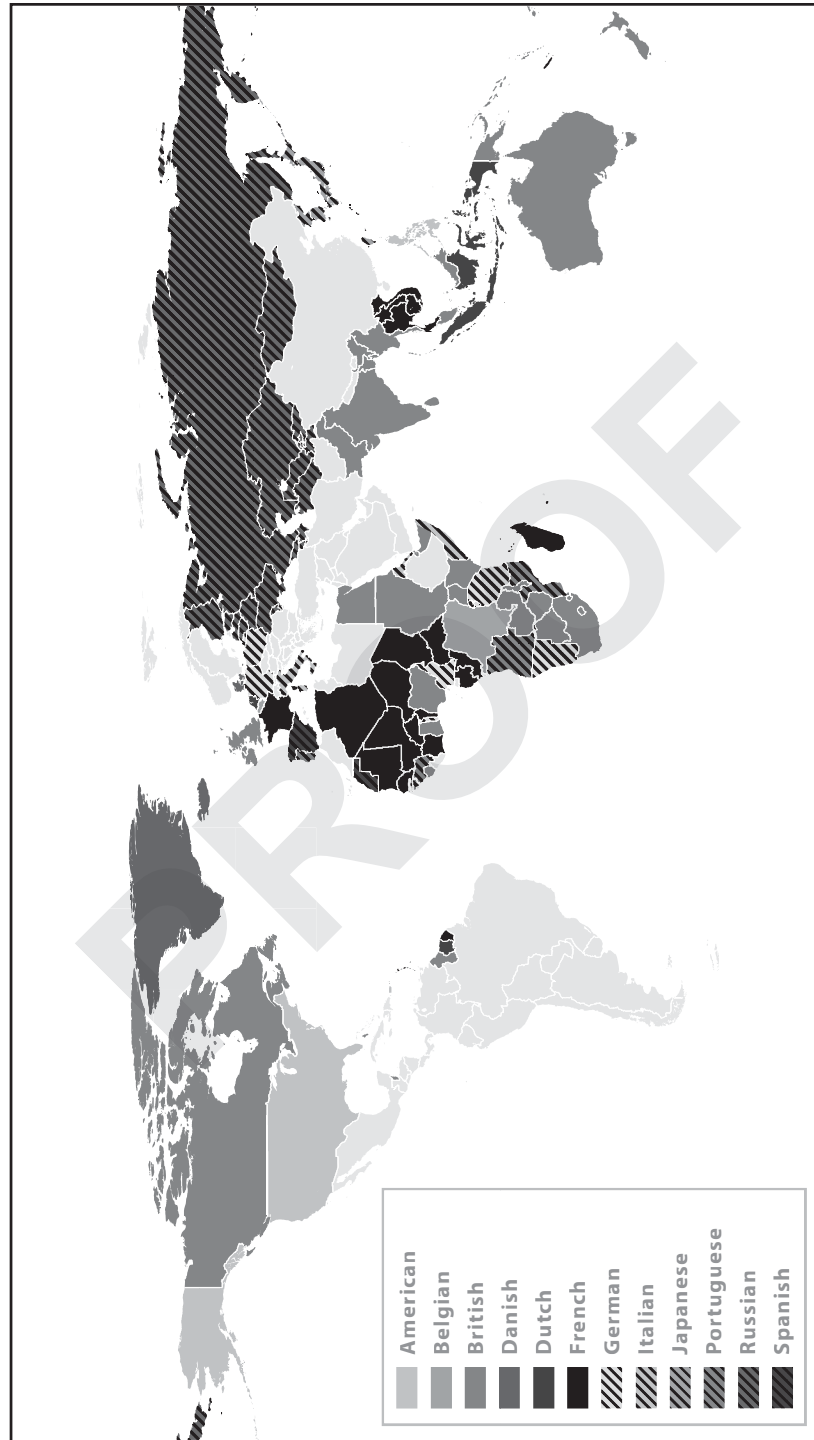 PROOF
American
Belgian
British
Danish
Dutch
French
German
Italian
Japanese
Portuguese
Russian
Spanish